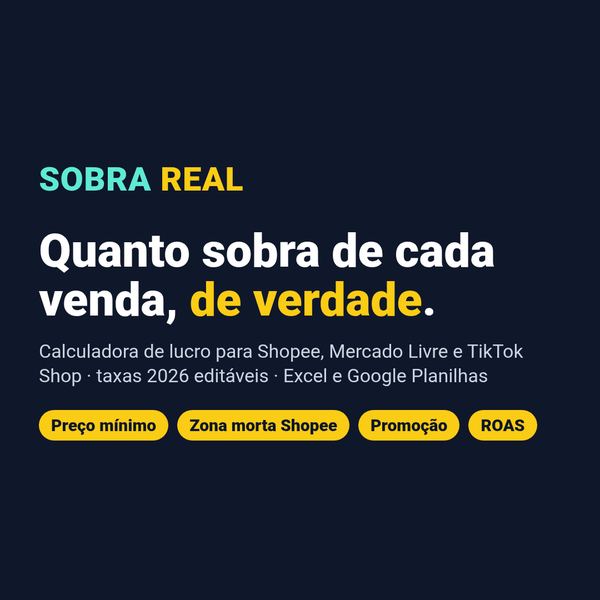 SOBRA REAL
Quanto sobra de cada
venda, de verdade.
Calculadora de lucro para Shopee, Mercado Livre e TikTok
Shop · taxas 2026 editáveis · Excel e Google Planilhas
Preço mínimo Zona morta Shopee Promoção ROAS